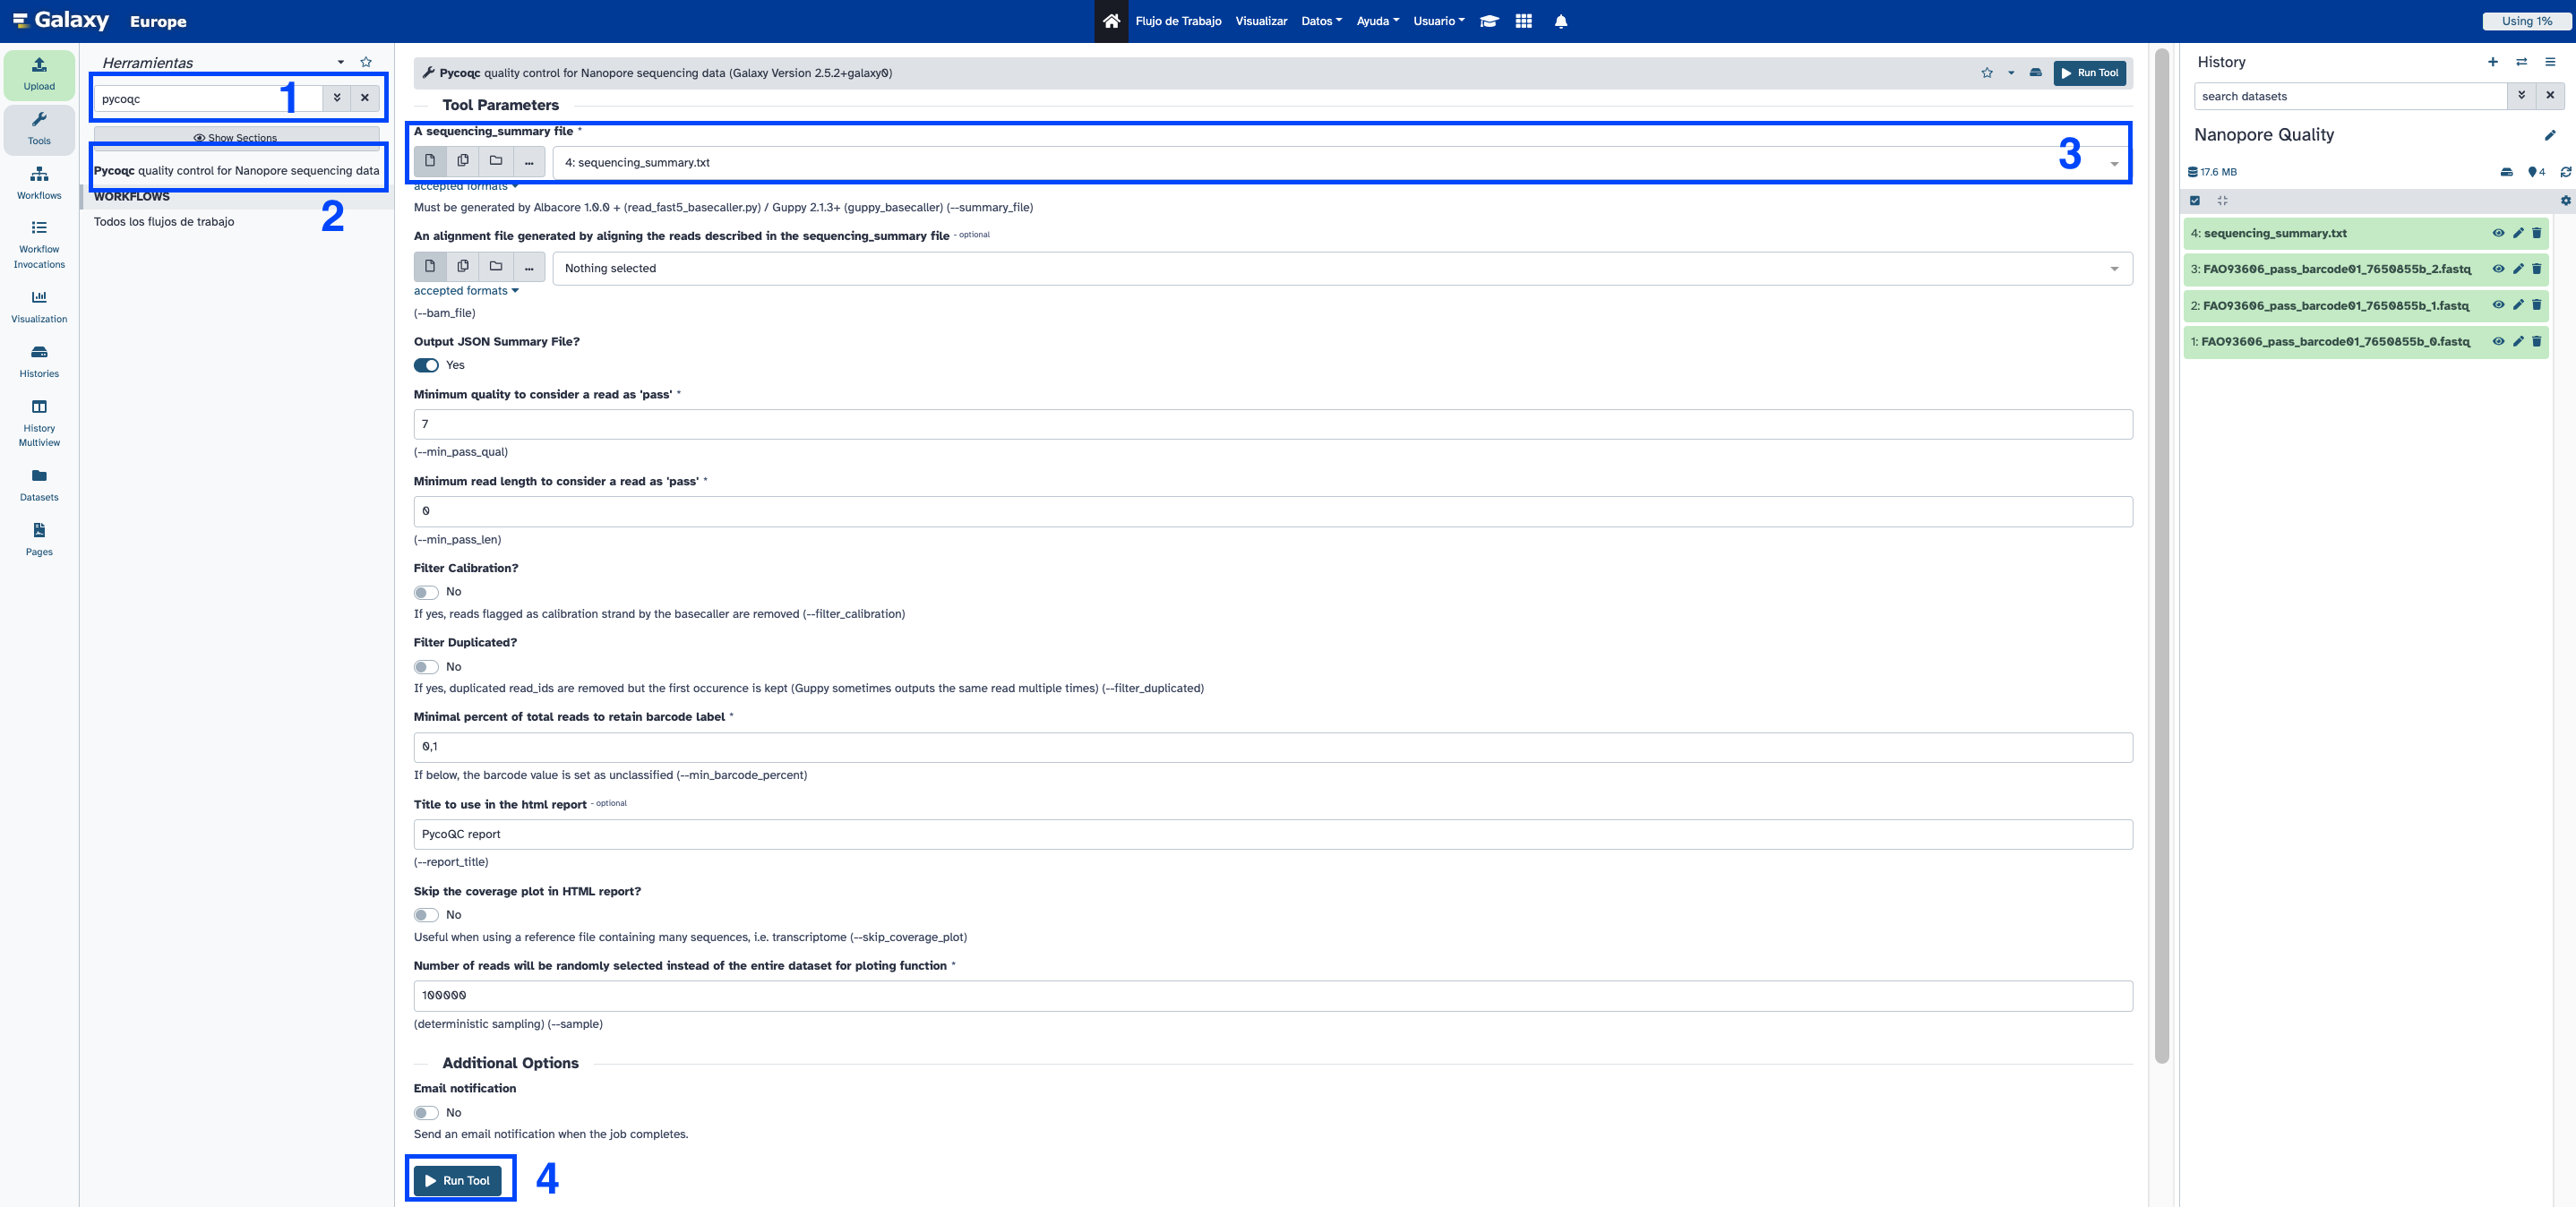 Galaxy Europe
Flujo de Trabajo Visualizar Datos Ayuda Usuario
Using 1%
Upload
Tools
Workflows
Workflow
Invocations
Visualization
Histories
History
Multiview
Datasets
Pages
Herramientas
pycoqc
1
Show Sections
Pycoqc quality control for Nanopore sequencing data
WORKFLOWS
2
Todos los flujos de trabajo
Pycoqc quality control for Nanopore sequencing data (Galaxy Version 2.5.2+galaxy0)
Run Tool
Tool Parameters
A sequencing_summary file *
... 4: sequencing_summary.txt
3
accepted formats
Must be generated by Albacore 1.0.0 + (read_fast5_basecaller.py) / Guppy 2.1.3+ (guppy_basecaller) (--summary_file)
An alignment file generated by aligning the reads described in the sequencing_summary file - optional
... Nothing selected
accepted formats
(--bam_file)
Output JSON Summary File?
Yes
Minimum quality to consider a read as 'pass' *
7
(--min_pass_qual)
Minimum read length to consider a read as 'pass' *
0
(--min_pass_len)
Filter Calibration?
No
If yes, reads flagged as calibration strand by the basecaller are removed (--filter_calibration)
Filter Duplicated?
No
If yes, duplicated read_ids are removed but the first occurence is kept (Guppy sometimes outputs the same read multiple times) (--filter_duplicated)
Minimal percent of total reads to retain barcode label *
0,1
If below, the barcode value is set as unclassified (--min_barcode_percent)
Title to use in the html report - optional
PycoQC report
(--report_title)
Skip the coverage plot in HTML report?
No
Useful when using a reference file containing many sequences, i.e. transcriptome (--skip_coverage_plot)
Number of reads will be randomly selected instead of the entire dataset for ploting function *
100000
(deterministic sampling) (--sample)
Additional Options
Email notification
No
Send an email notification when the job completes.
Run Tool
4
History
search datasets
Nanopore Quality
17.6 MB
4
4: sequencing_summary.txt
3: FAO93606_pass_barcode01_7650855b_2.fastq
2: FAO93606_pass_barcode01_7650855b_1.fastq
1: FAO93606_pass_barcode01_7650855b_0.fastq